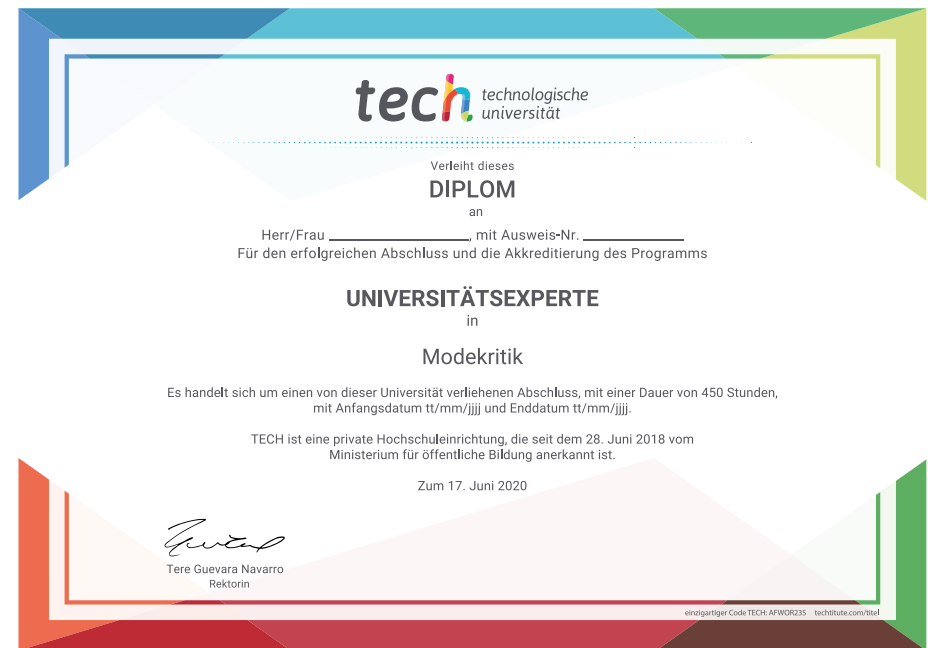 tech technologische
universität
Verleiht dieses
DIPLOM
an
Herr/Frau ____________________, mit Ausweis-Nr. ______________
Für den erfolgreichen Abschluss und die Akkreditierung des Programms
UNIVERSITÄTSEXPERTE
in
Modekritik
Es handelt sich um einen von dieser Universität verliehenen Abschluss, mit einer Dauer von 450 Stunden,
mit Anfangsdatum tt/mm/jjjj und Enddatum tt/mm/jjjj.
TECH ist eine private Hochschuleinrichtung, die seit dem 28. Juni 2018 vom
Ministerium für öffentliche Bildung anerkannt ist.
Zum 17. Juni 2020
Tere Guevara Navarro
Rektorin
einzigartiger Code TECH: AFWOR23S techtitute.com/titel